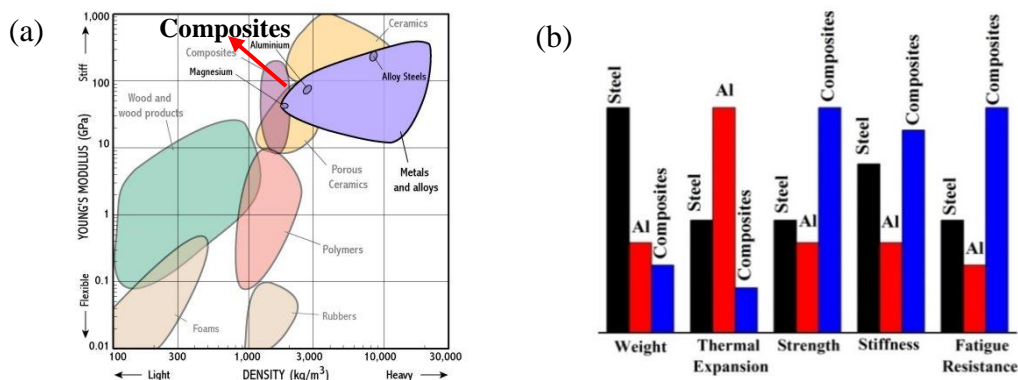 (a)
YOUNG'S MODULUS (GPa)
Flexible
Stiff
1,000
100
10
1
0.1
0.01
Composites
Ceramics
Aluminium
Composites
Magnesium
Alloy Steels
Wood and
wood products
Porous
Ceramics
Metals
and alloys
Polymers
Foams
Rubbers
100
300
1,000
3,000
10,000
30,000
Light
DENSITY (kg/m³)
Heavy
(b)
Steel
Al
Composites
Steel
Al
Composites
Steel
Al
Composites
Steel
Al
Composites
Steel
Al
Composites
Weight
Thermal
Expansion
Strength
Stiffness
Fatigue
Resistance